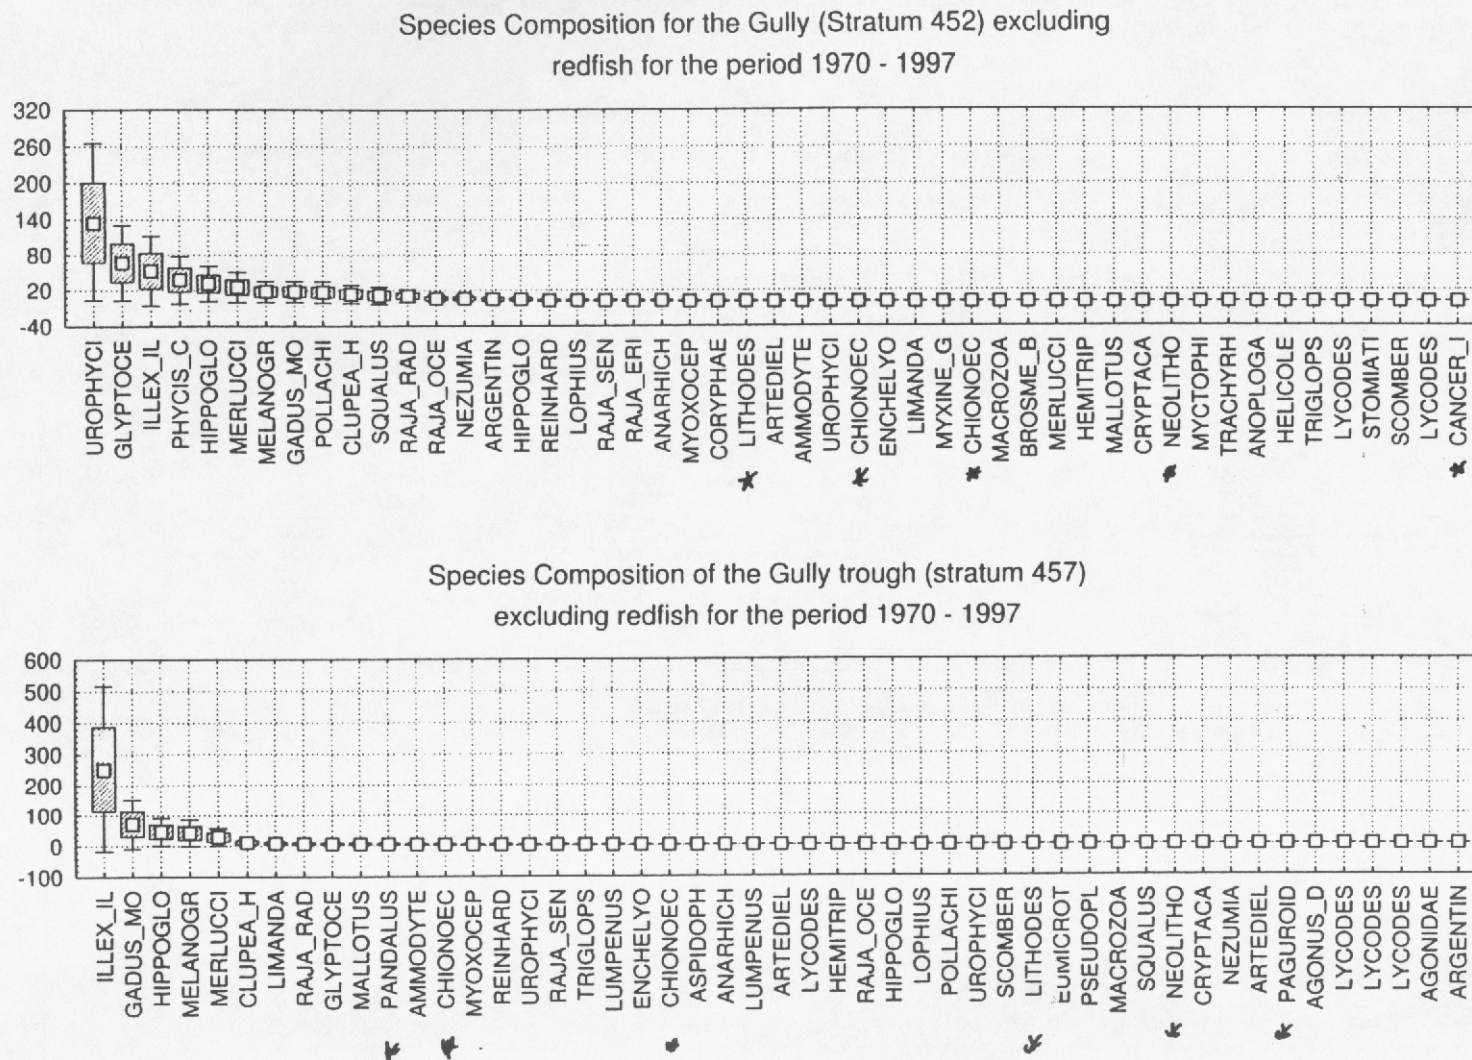 Species Composition for the Gully (Stratum 452) excluding
redfish for the period 1970 - 1997
320
260
200
140
80
20
-40
UROPHYCI
GLYPTOCE
ILLEX_IL
PHYCIS_C
HIPPOGLO
MERLUCCI
MELANOGR
GADUS_MO
POLLACHI
CLUPEA_H
SQUALUS
RAJA_RAD
RAJA_OCE
NEZUMIA
ARGENTIN
HIPPOGLO
REINHARD
LOPHIUS
RAJA_SEN
RAJA_ERI
ANARHICH
MYOXOCEP
CORYPHAE
LITHODES
ARTEDIEL
AMMODYTE
UROPHYCI
CHIONOEC
ENCHELYO
LIMANDA
MYXINE_G
CHIONOEC
MACROZOA
BROSME_B
MERLUCCI
HEMITRIP
MALLOTUS
CRYPTACA
NEOLITHO
MYCTOPHI
TRACHYRH
ANOPLOGA
HELICOLE
TRIGLOPS
LYCODES
STOMIATI
SCOMBER
LYCODES
CANCER_I
Species Composition of the Gully trough (stratum 457)
excluding redfish for the period 1970 - 1997
600
500
400
300
200
100
0
-100
ILLEX_IL
GADUS_MO
HIPPOGLO
MELANOGR
MERLUCCI
CLUPEA_H
LIMANDA
RAJA_RAD
GLYPTOCE
MALLOTUS
PANDALUS
AMMODYTE
CHIONOEC
MYOXOCEP
REINHARD
UROPHYCI
RAJA_SEN
TRIGLOPS
LUMPENUS
ENCHELYO
CHIONOEC
ASPIDOPH
ANARHICH
LUMPENUS
ARTEDIEL
LYCODES
HEMITRIP
RAJA_OCE
HIPPOGLO
LOPHIUS
POLLACHI
UROPHYCI
SCOMBER
LITHODES
EUMICROT
PSEUDOPL
MACROZOA
SQUALUS
NEOLITHO
CRYPTACA
NEZUMIA
ARTEDIEL
PAGUROID
AGONUS_D
LYCODES
LYCODES
LYCODES
AGONIDAE
ARGENTIN